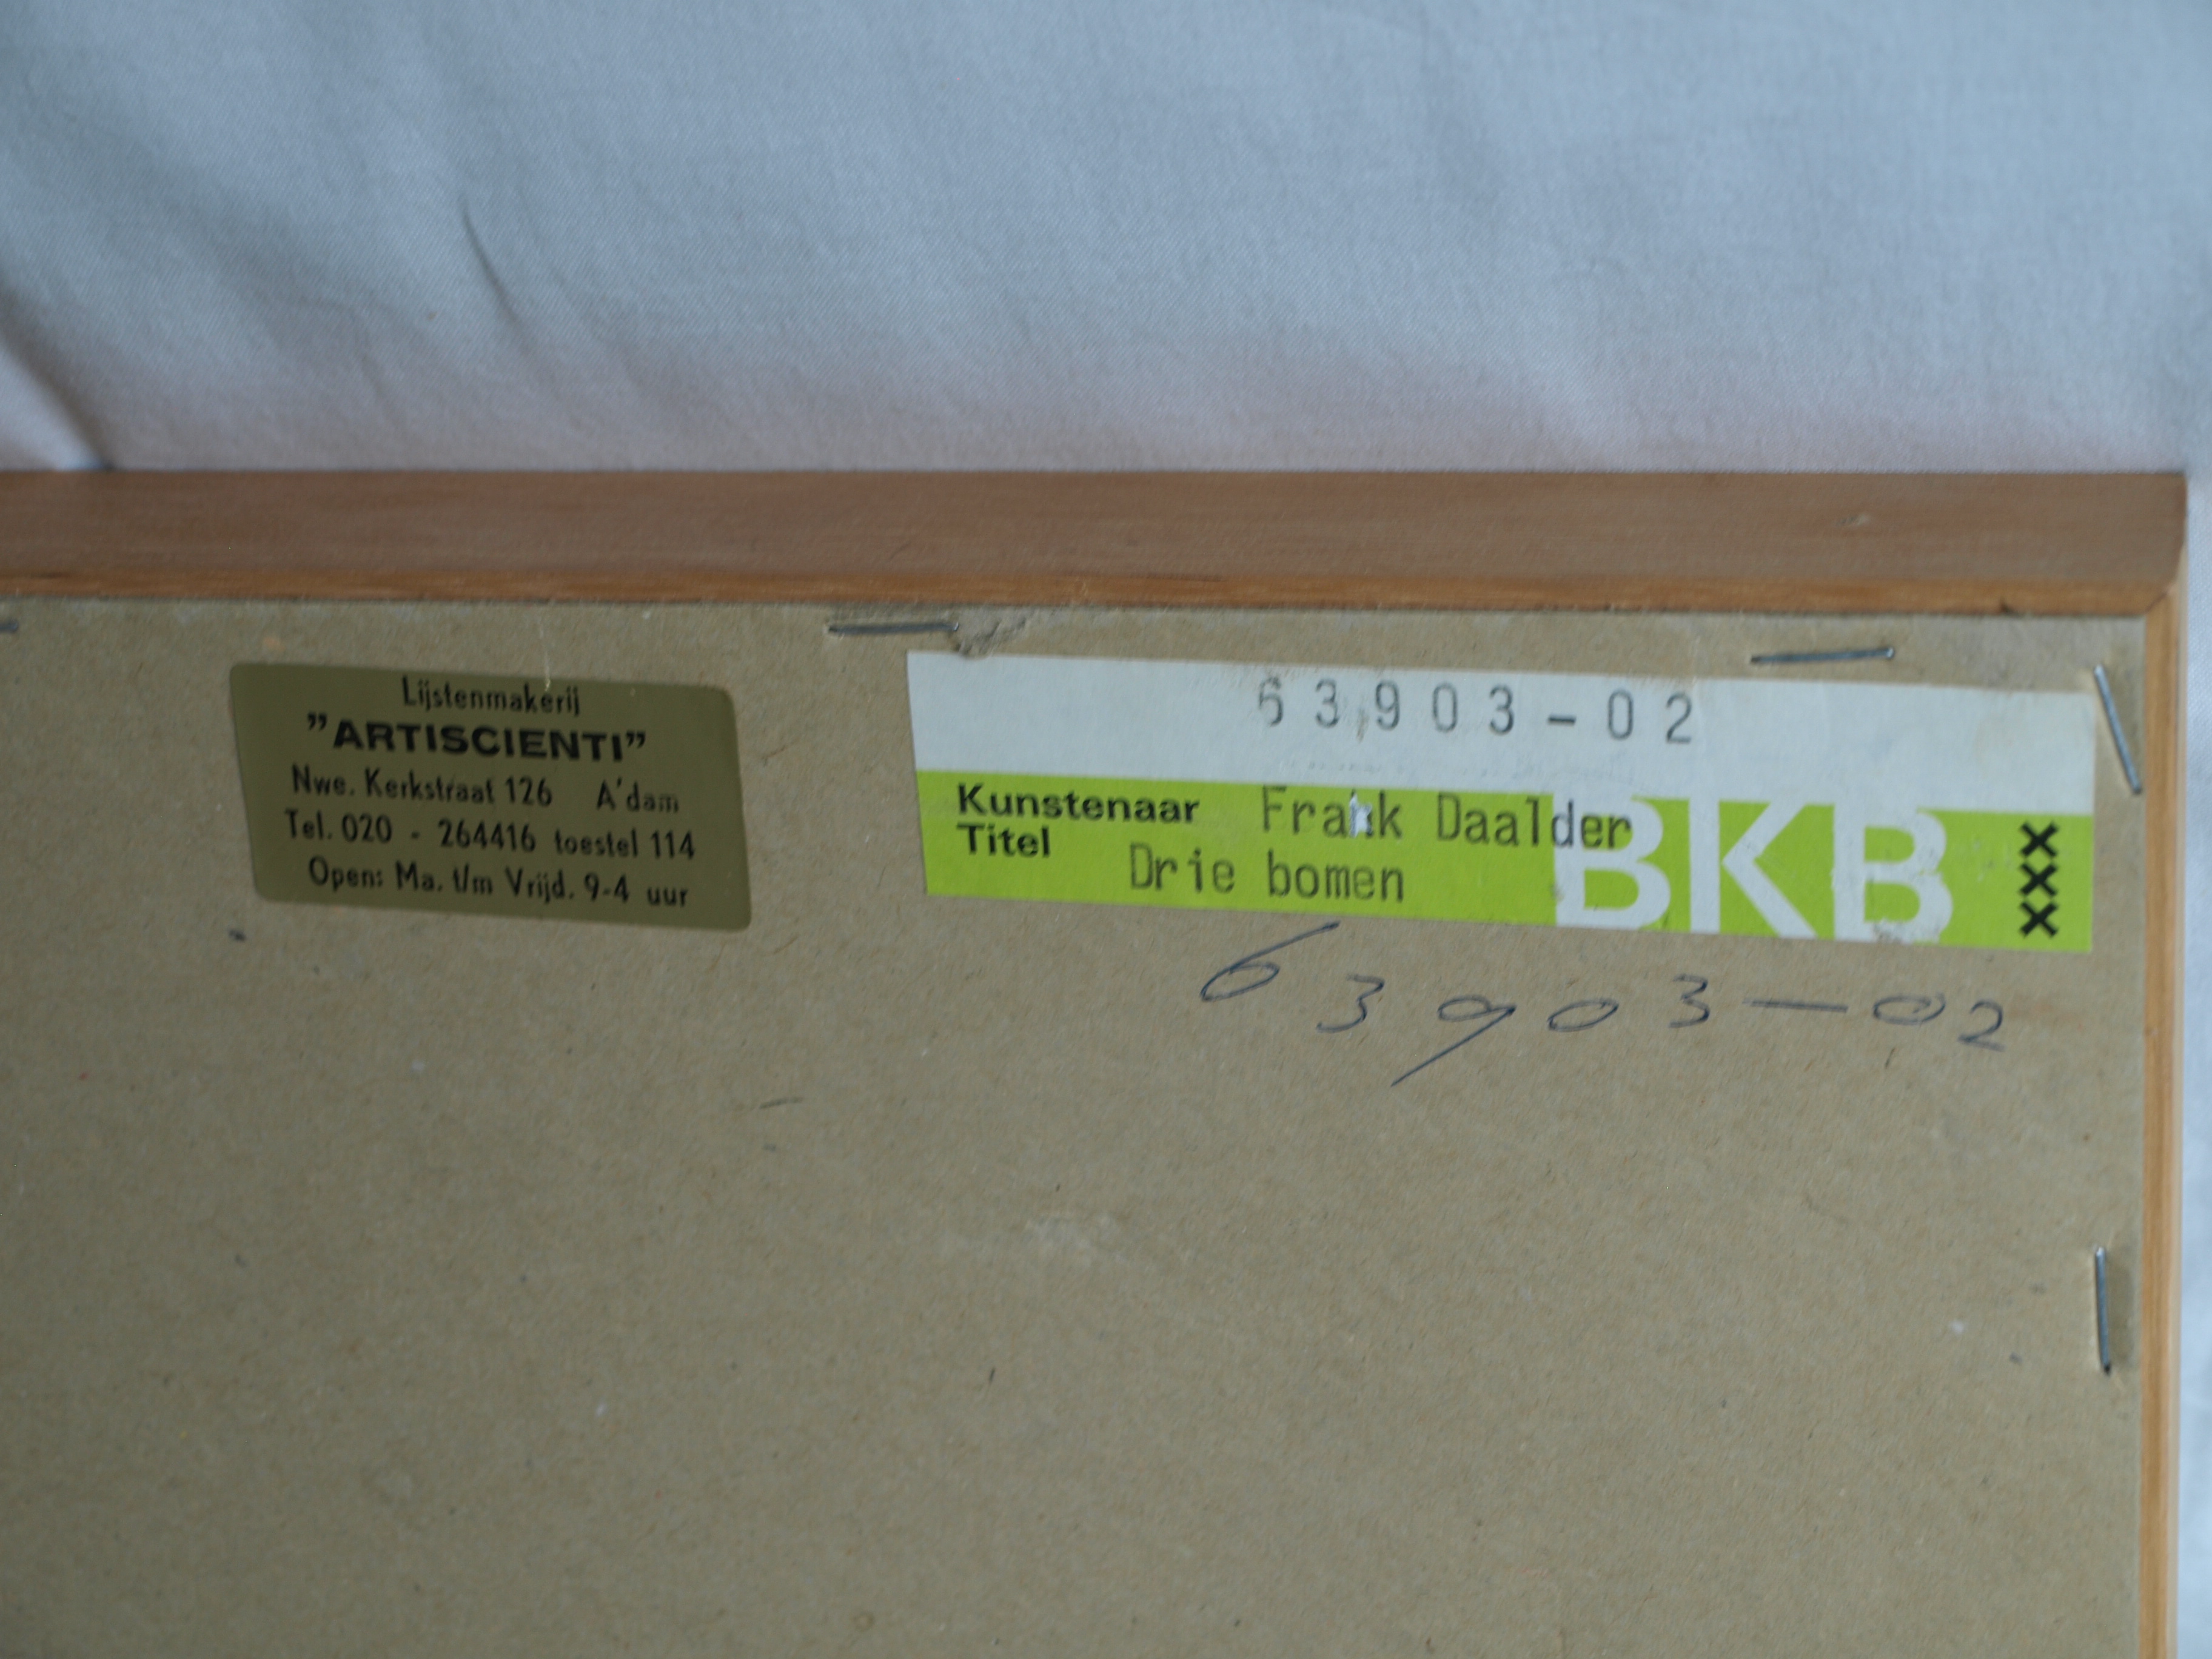 Lijstenmakerij
"ARTISCIENTI"
Nwe. Kerkstraat 126 A'dam
Tel. 020 - 264416 toestel 114
Open: Ma. t/m Vrijd. 9-4 uur
63903-02
Kunstenaar Frank Daalder
Titel Drie bomen
BKB
XXX
63903-02